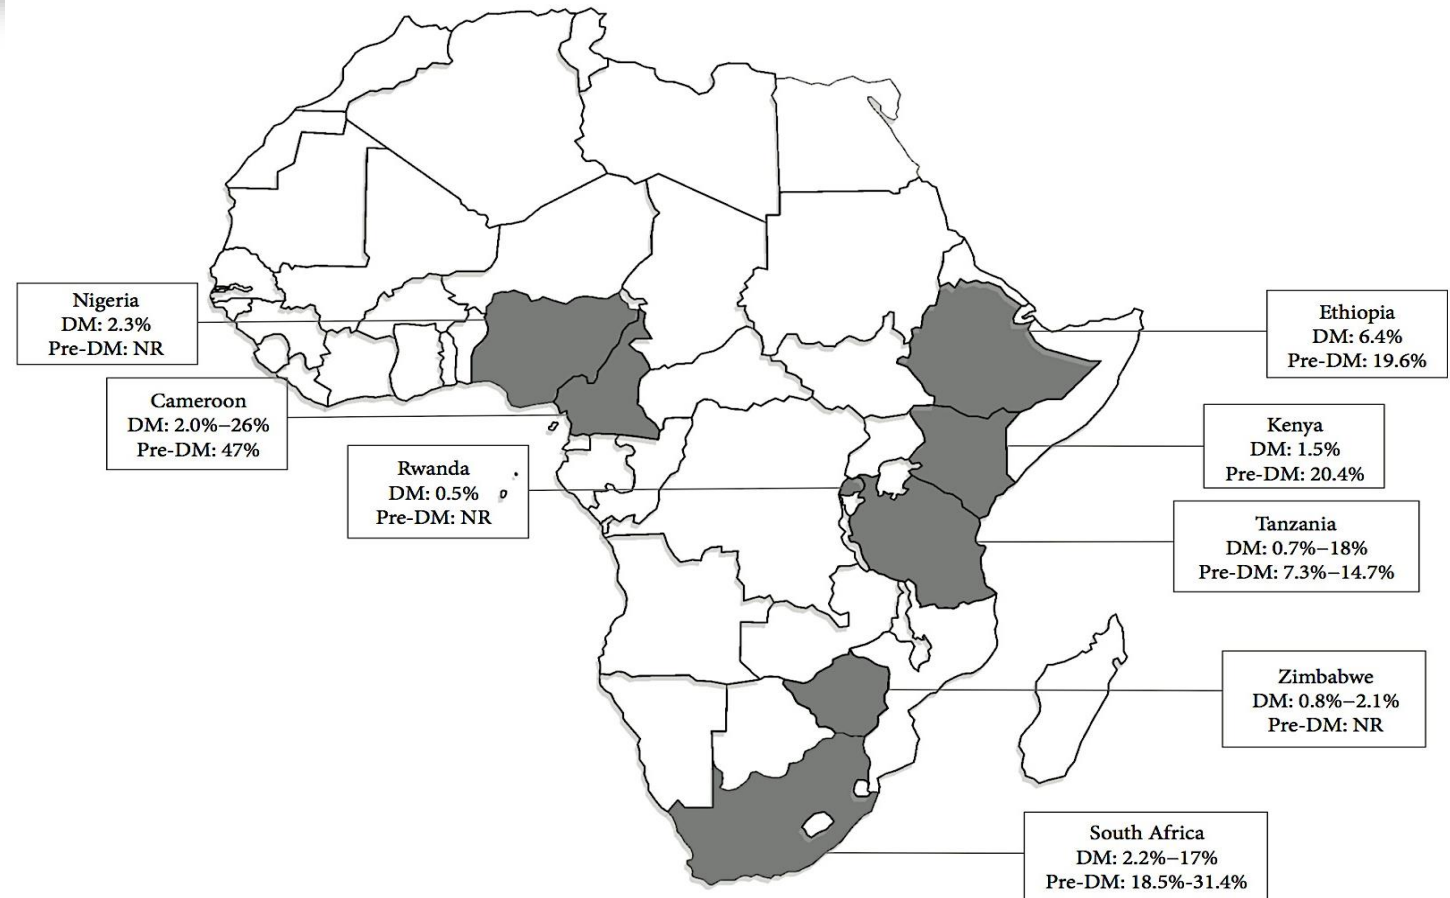 Nigeria
DM: 2.3%
Pre-DM: NR
Cameroon
DM: 2.0%–26%
Pre-DM: 47%
Rwanda
DM: 0.5%
Pre-DM: NR
Ethiopia
DM: 6.4%
Pre-DM: 19.6%
Kenya
DM: 1.5%
Pre-DM: 20.4%
Tanzania
DM: 0.7%–18%
Pre-DM: 7.3%–14.7%
Zimbabwe
DM: 0.8%–2.1%
Pre-DM: NR
South Africa
DM: 2.2%–17%
Pre-DM: 18.5%-31.4%